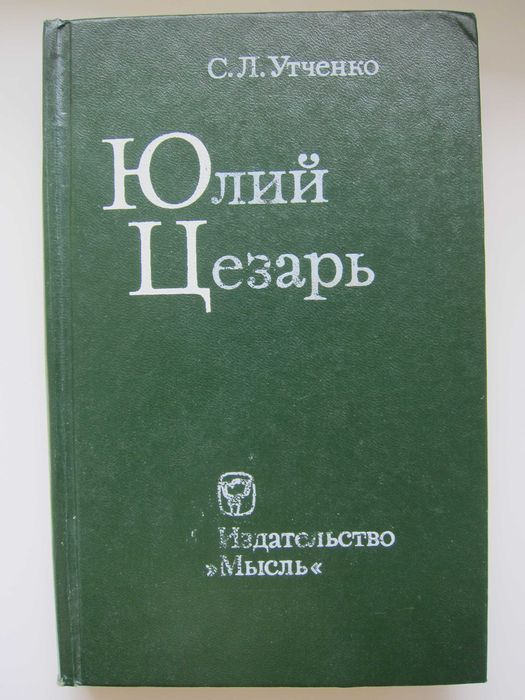 С.Л.Утченко
Юлий
Цезарь
Издательство
»Мысль«